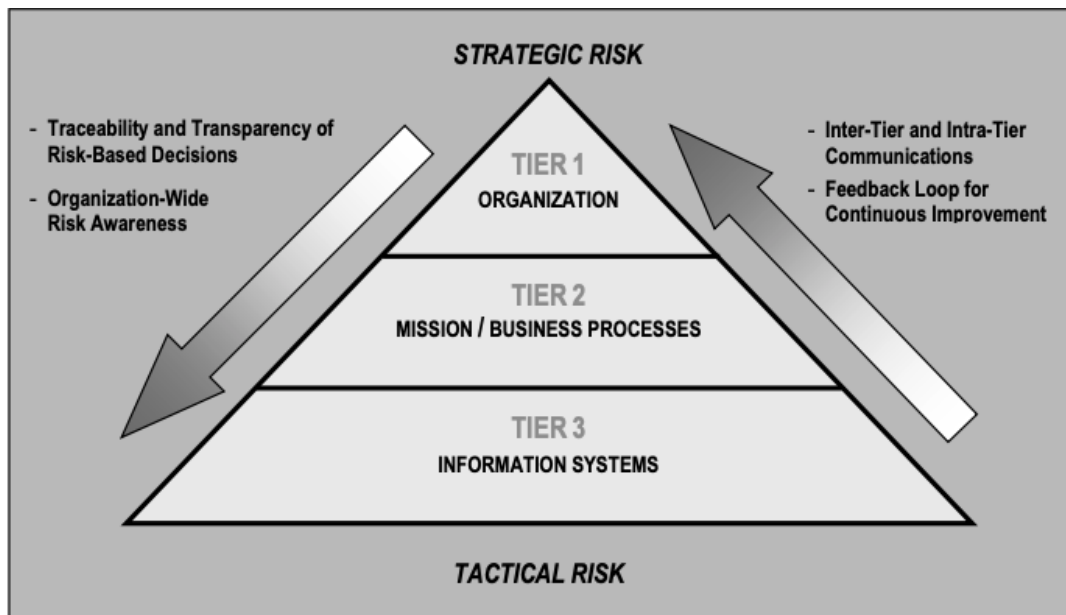 STRATEGIC RISK
- Traceability and Transparency of
Risk-Based Decisions
- Organization-Wide
Risk Awareness
- Inter-Tier and Intra-Tier
Communications
- Feedback Loop for
Continuous Improvement
TIER 1
ORGANIZATION
TIER 2
MISSION / BUSINESS PROCESSES
TIER 3
INFORMATION SYSTEMS
TACTICAL RISK